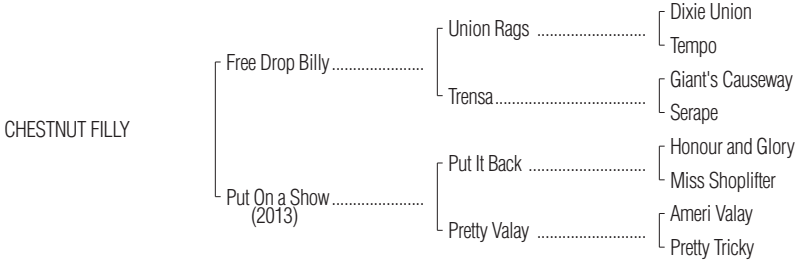 Dixie Union
Union Rags ........................
Tempo
Free Drop Billy ......................
Giant's Causeway
Trensa....................................
Serape
CHESTNUT FILLY
Honour and Glory
Put It Back ...........................
Miss Shoplifter
Put On a Show ......................
(2013)
Ameri Valay
Pretty Valay .........................
Pretty Tricky